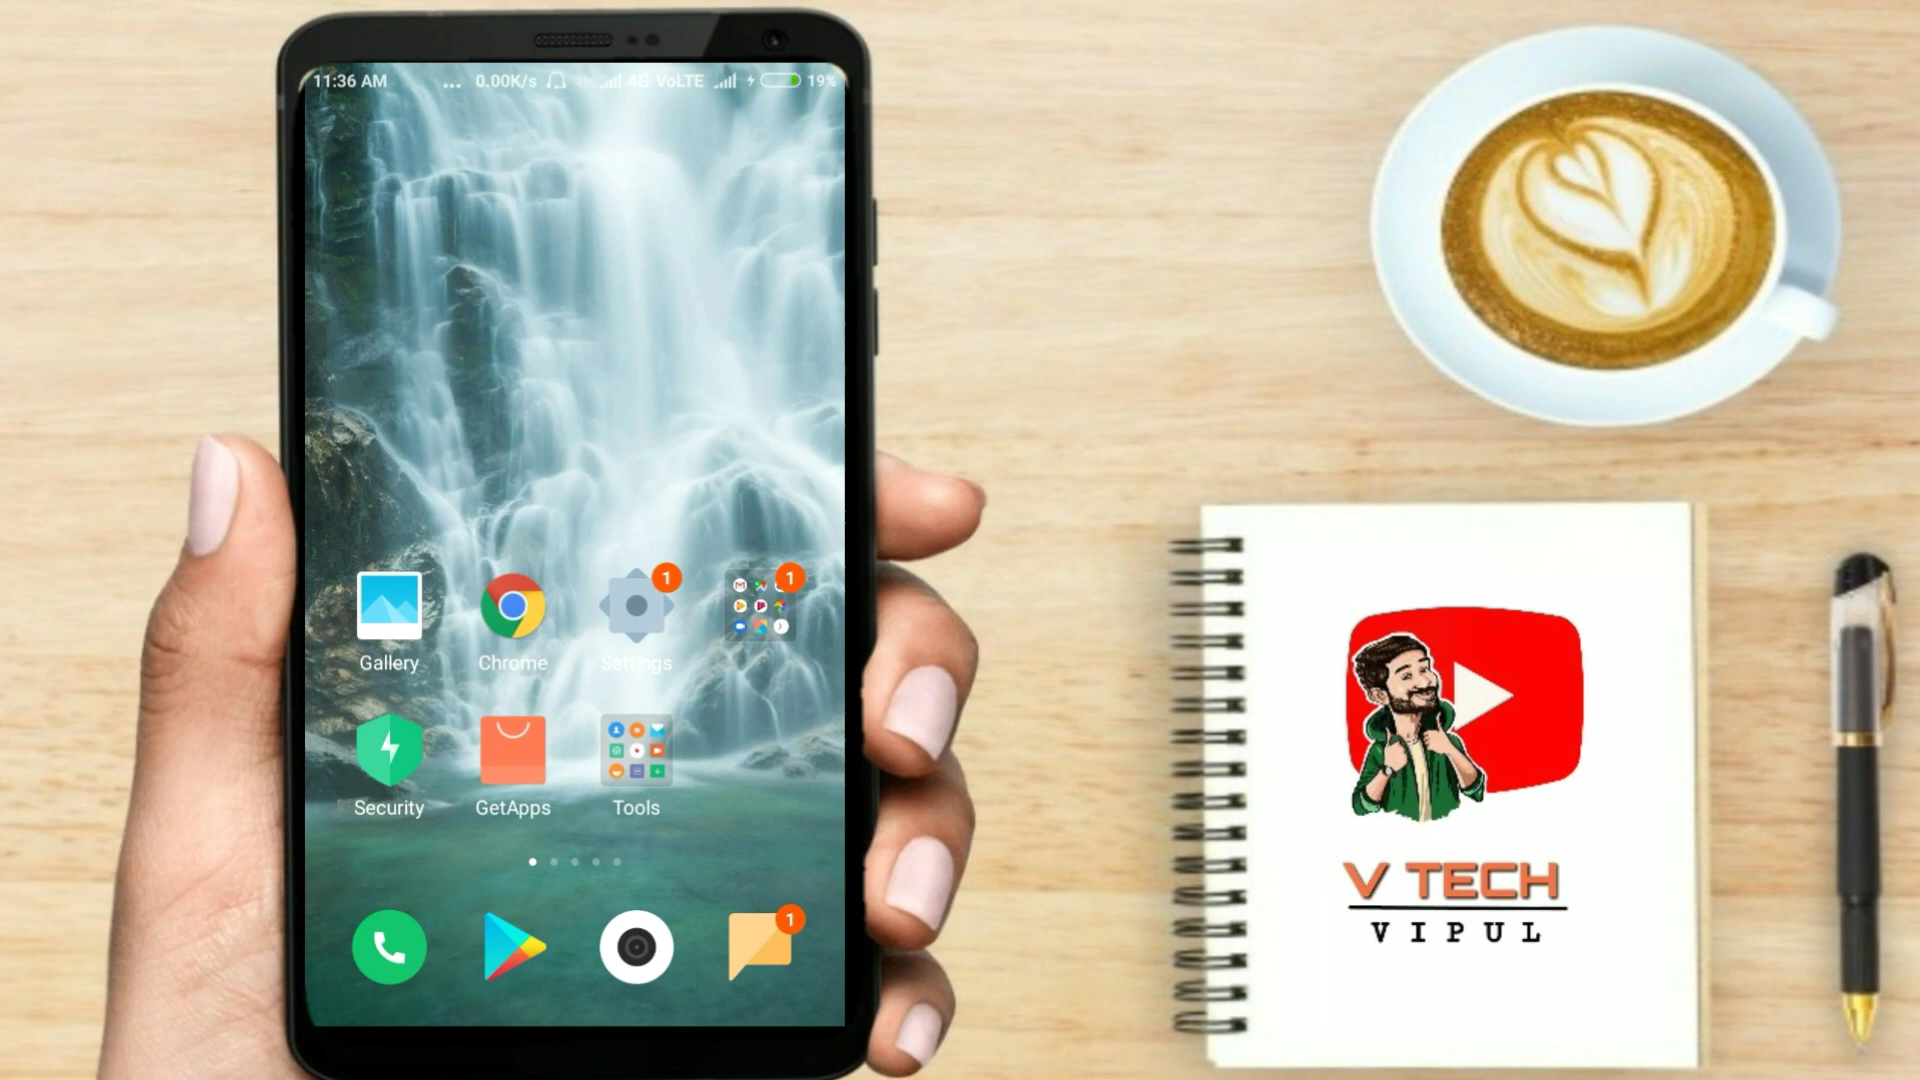 11:36 AM ... 0.00K/s 4G VoLTE 19%
1 1
Gallery Chrome Settings
Security GetApps Tools
1
V TECH
VIPUL